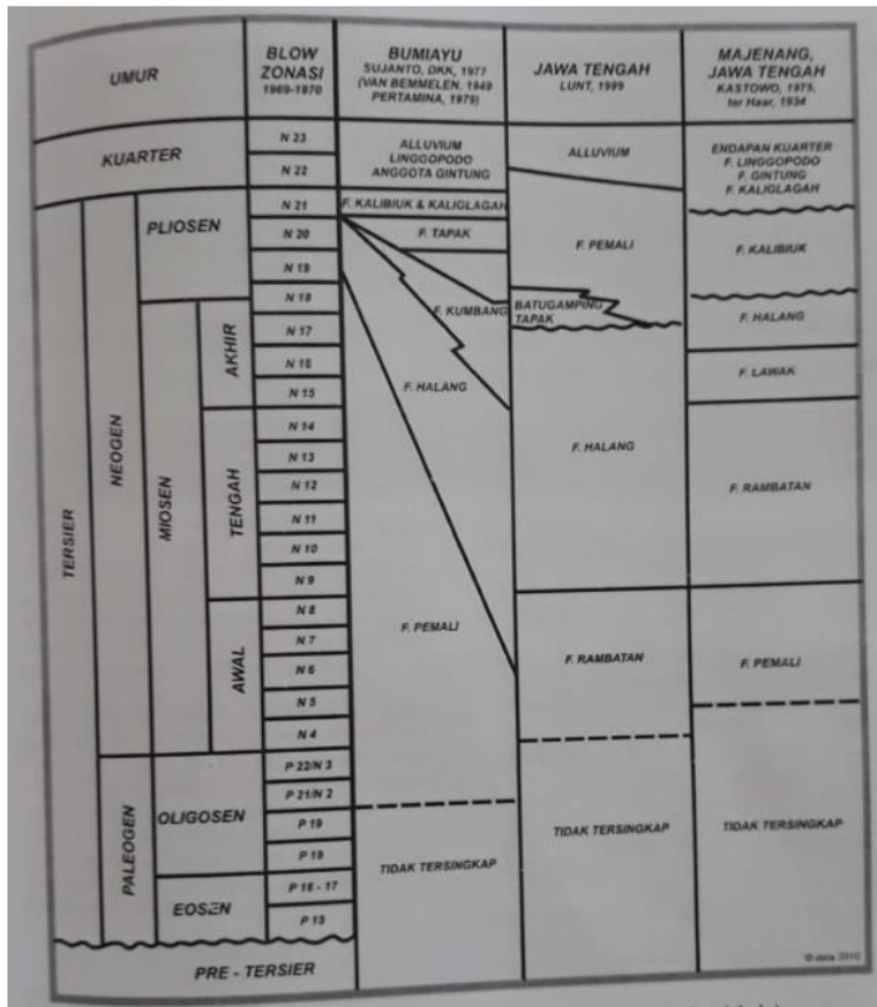 UMUR
BLOW
ZONASI
1969-1970
BUMIAYU
SUJANTO, DKK, 1977
(VAN BEMMELEN, 1949
PERTAMINA, 1979)
JAWA TENGAH
LUNT, 1999
MAJENANG,
JAWA TENGAH
KASTOWO, 1975,
ter Haar, 1934
KUARTER
N 23
N 22
ALLUVIUM
LINGGOPODO
ANGGOTA GINTUNG
ALLUVIUM
ENDAPAN KUARTER
F. LINGGOPODO
F. GINTUNG
F. KALIGLAGAH
TERSIER
NEOGEN
PLIOSEN
N 21
N 20
N 19
N 18
F. KALIBIUK & KALIGLAGAH
F. TAPAK
F. KUMBANG
F. HALANG
F. PEMALI
F. PEMALI
BATUGAMPING
TAPAK
F. HALANG
F. RAMBATAN
F. KALIBIUK
F. HALANG
F. LAWAK
F. RAMBATAN
F. PEMALI
MIOSEN
AKHIR
N 17
N 16
N 15
TENGAH
N 14
N 13
N 12
N 11
N 10
N 9
AWAL
N 8
N 7
N 6
N 5
N 4
PALEOGEN
OLIGOSEN
P 22/N 3
P 21/N 2
P 19
P 18
EOSEN
P 16 - 17
P 15
TIDAK TERSINGKAP
TIDAK TERSINGKAP
TIDAK TERSINGKAP
PRE - TERSIER